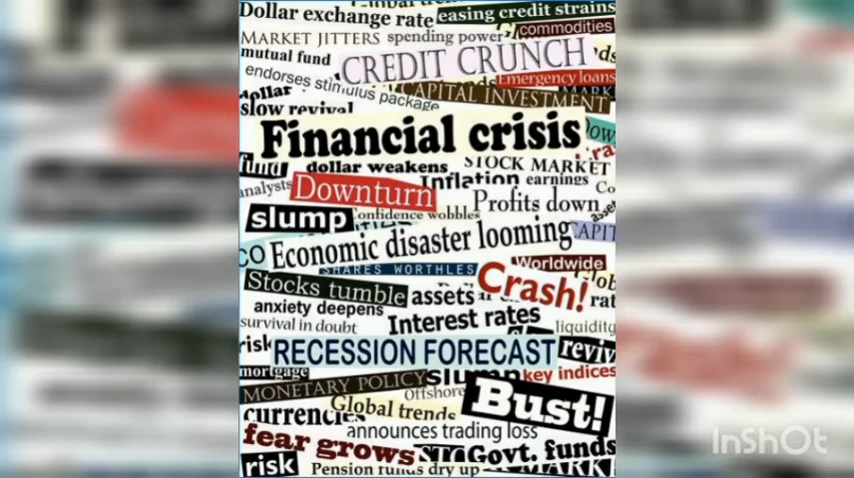 Dollar exchange rate
easing credit strains
MARKET JITTERS
spending power
commodities
mutual fund
CREDIT CRUNCH
endorses stimulus package
Emergency loans
dollar
CAPITAL INVESTMENT
slow revival
Financial crisis
fund
dollar weakens
STOCK MARKET
analysts
Downturn
Inflation
earnings
Profits down
slump
Confidence wobbles
Economic disaster looming
SHARES WORTHLES
Worldwide
Stocks tumble
assets
Crash!
anxiety deepens
survival in doubt
Interest rates
liquidity
risk
RECESSION FORECAST
reviv
mortgage
slump
key indices
MONETARY POLICY
Offshore
Bust!
Global trends
currencies
announces trading loss
fear grows
Govt. funds
risk
Pension funds dry up
MARK
InShOt